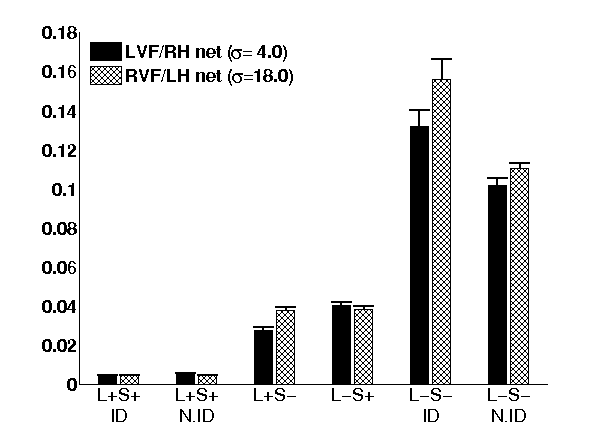 0.18
0.16
0.14
0.12
0.1
0.08
0.06
0.04
0.02
0
LVF/RH net (σ= 4.0)
RVF/LH net (σ=18.0)
L+S+ L+S+ L+S− L−S+ L−S− L−S−
ID N.ID ID N.ID